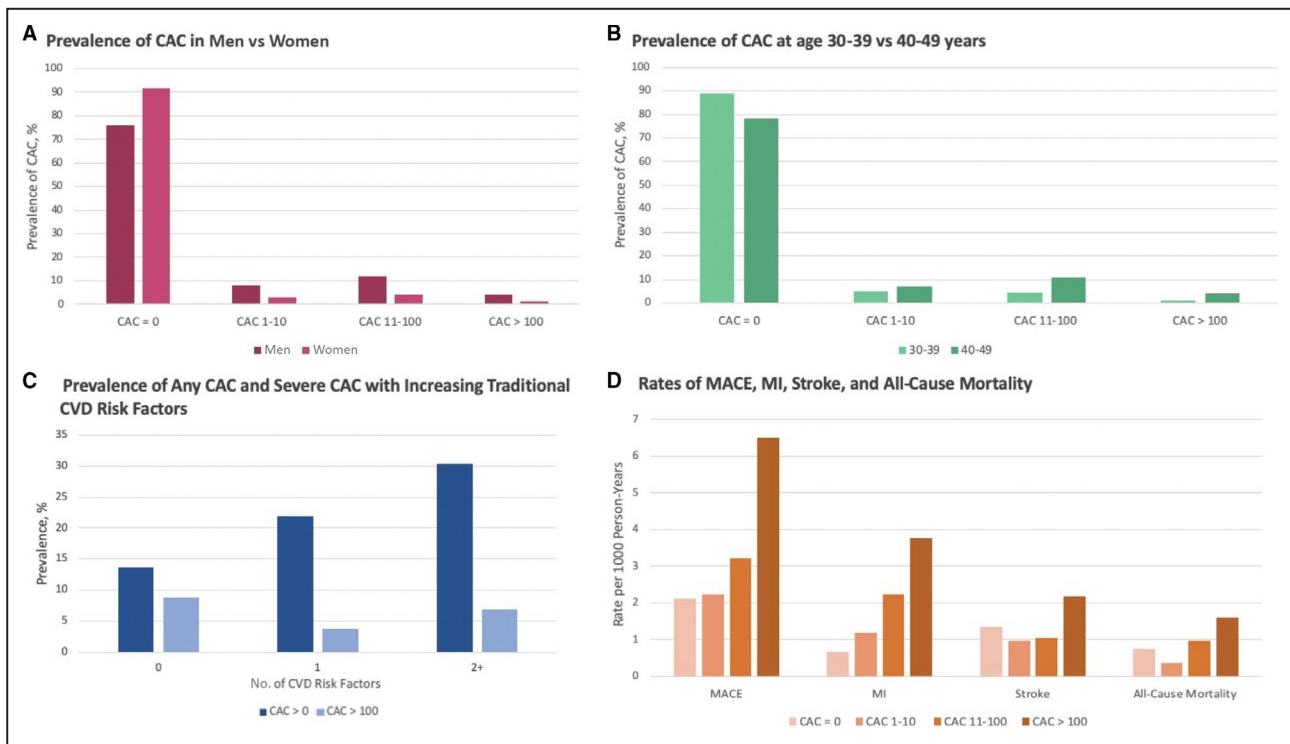 A Prevalence of CAC in Men vs Women
Prevalence of CAC, %
100
90
80
70
60
50
40
30
20
10
0
CAC = 0 CAC 1-10 CAC 11-100 CAC > 100
Men Women
B Prevalence of CAC at age 30-39 vs 40-49 years
Prevalence of CAC, %
100
90
80
70
60
50
40
30
20
10
0
CAC = 0 CAC 1-10 CAC 11-100 CAC > 100
30-39 40-49
C Prevalence of Any CAC and Severe CAC with Increasing Traditional
CVD Risk Factors
Prevalence, %
35
30
25
20
15
10
5
0
0 1 2+
No. of CVD Risk Factors
CAC > 0 CAC > 100
D Rates of MACE, MI, Stroke, and All-Cause Mortality
Rate per 1000 Person-Years
7
6
5
4
3
2
1
0
MACE MI Stroke All-Cause Mortality
CAC = 0 CAC 1-10 CAC 11-100 CAC > 100